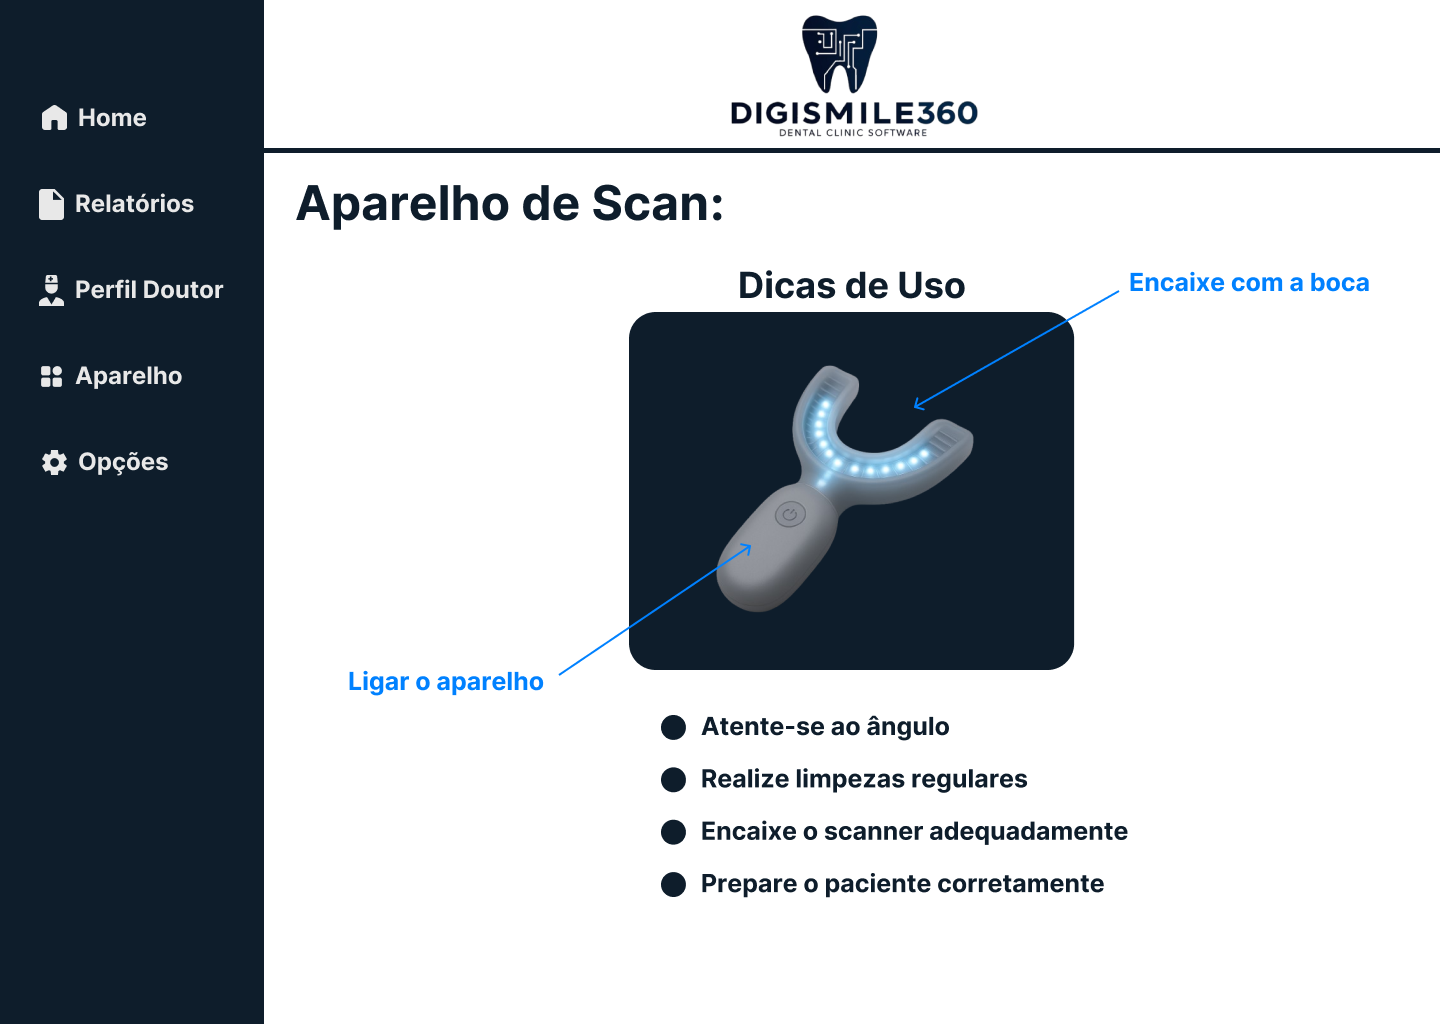 Home
Relatórios
Perfil Doutor
Aparelho
Opções
DIGISMILE360
DENTAL CLINIC SOFTWARE
Aparelho de Scan:
Dicas de Uso
Encaixe com a boca
Ligar o aparelho
Atente-se ao ângulo
Realize limpezas regulares
Encaixe o scanner adequadamente
Prepare o paciente corretamente